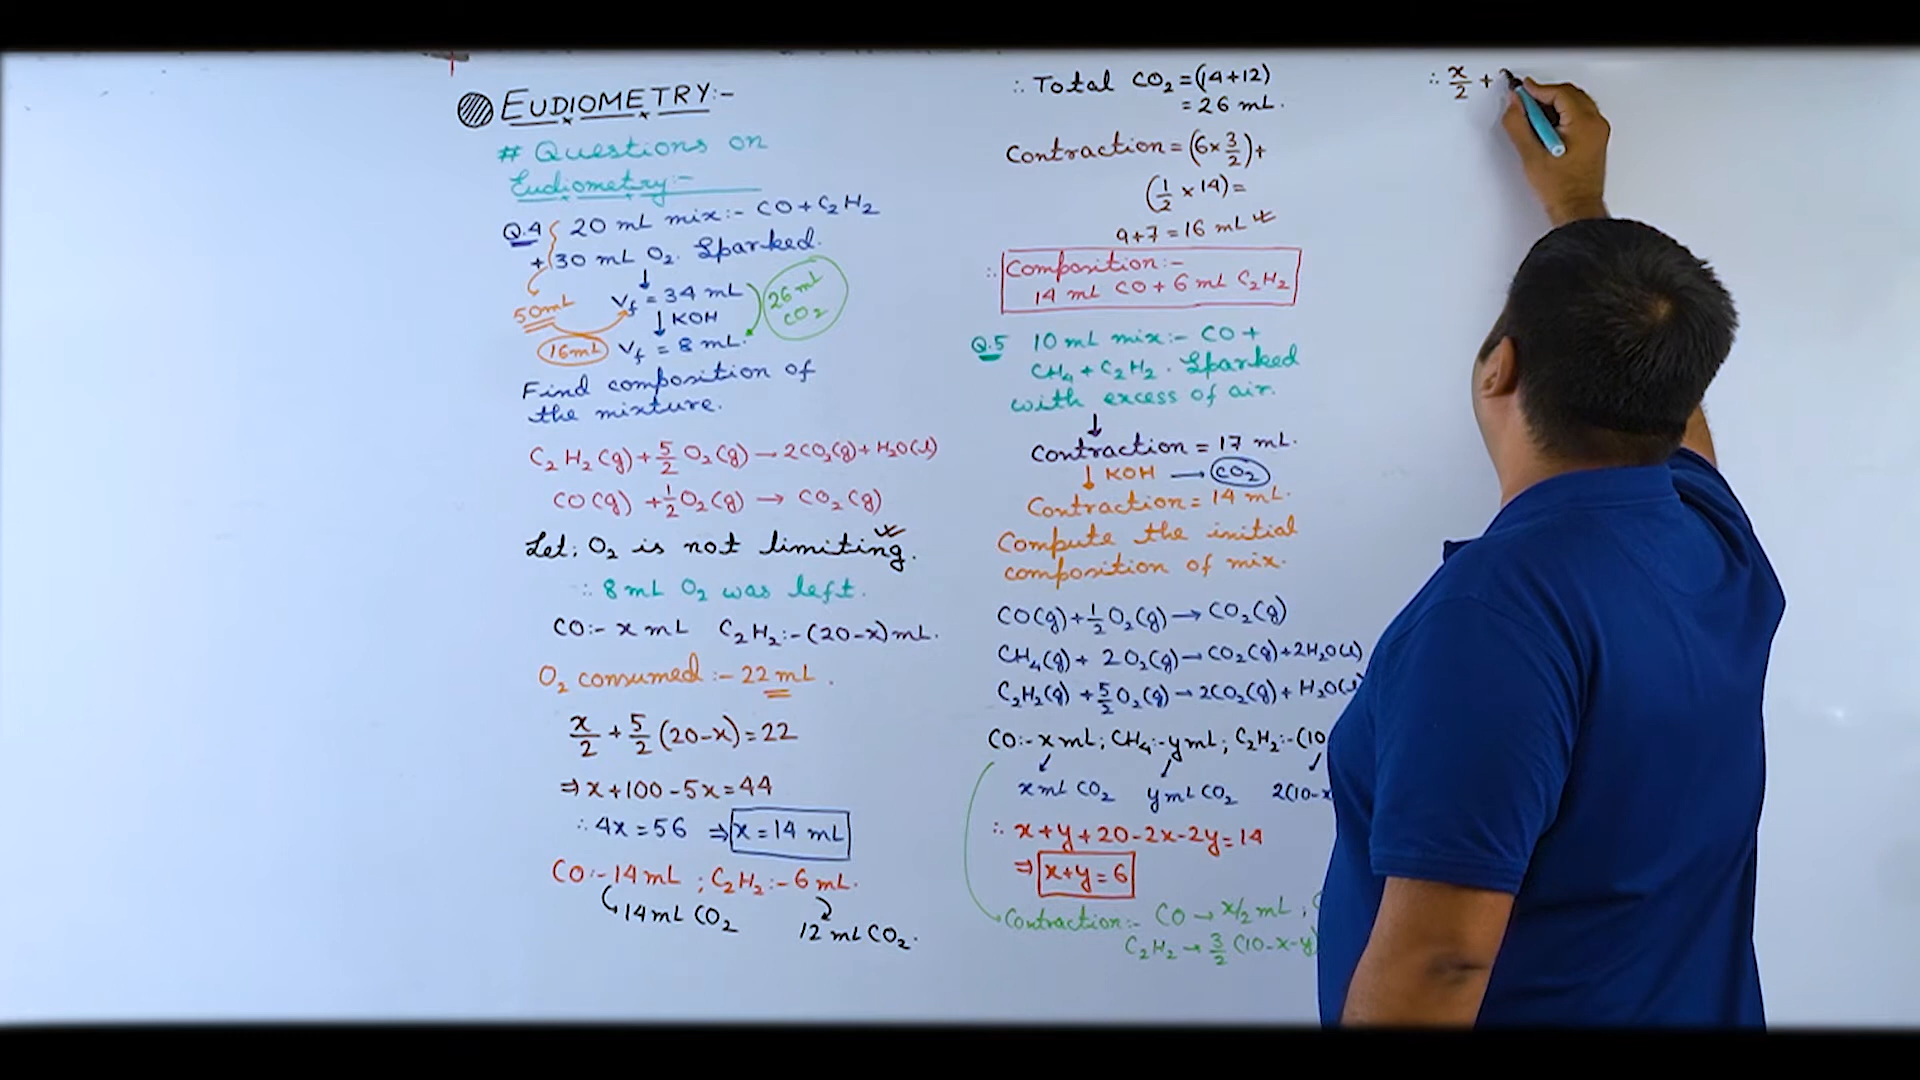 EUDIOMETRY:-
# Questions on
Eudiometry:-
Q.4 20 mL mix:- CO + C₂H₂
+ 30 mL O₂. Sparked.
↓
50mL V_f = 34 mL
↓ KOH
26 mL
CO₂
16mL V_f = 8 mL.
Find composition of
the mixture.
C₂H₂(g) + 5/2 O₂(g) → 2CO₂(g) + H₂O(l)
CO(g) + 1/2 O₂(g) → CO₂(g)
Let; O₂ is not limiting.
∴ 8 mL O₂ was left.
CO:- x mL C₂H₂:- (20-x) mL.
O₂ consumed:- 22 mL.
x/2 + 5/2 (20-x) = 22
⇒ x + 100 - 5x = 44
∴ 4x = 56 ⇒ x = 14 mL
CO:- 14 mL ; C₂H₂:- 6 mL.
14 mL CO₂ 12 mL CO₂.
∴ Total CO₂ = (14+12)
= 26 mL.
Contraction = (6 × 3/2) +
(1/2 × 14) =
9+7 = 16 mL
∴ Composition:-
14 mL CO + 6 mL C₂H₂
Q.5 10 mL mix:- CO +
CH₄ + C₂H₂. Sparked
with excess of air.
↓
Contraction = 17 mL.
↓ KOH → CO₂
Contraction = 14 mL.
Compute the initial
composition of mix.
CO(g) + 1/2 O₂(g) → CO₂(g)
CH₄(g) + 2O₂(g) → CO₂(g) + 2H₂O(l)
C₂H₂(g) + 5/2 O₂(g) → 2CO₂(g) + H₂O(l
CO:- x mL ; CH₄:- y mL ; C₂H₂:- (10
x mL CO₂ y mL CO₂ 2(10-x
∴ x+y+20-2x-2y=14
⇒ x+y=6
Contraction:- CO → x/2 mL ;
C₂H₂ → 3/2 (10-x-y)
∴ x/2 +